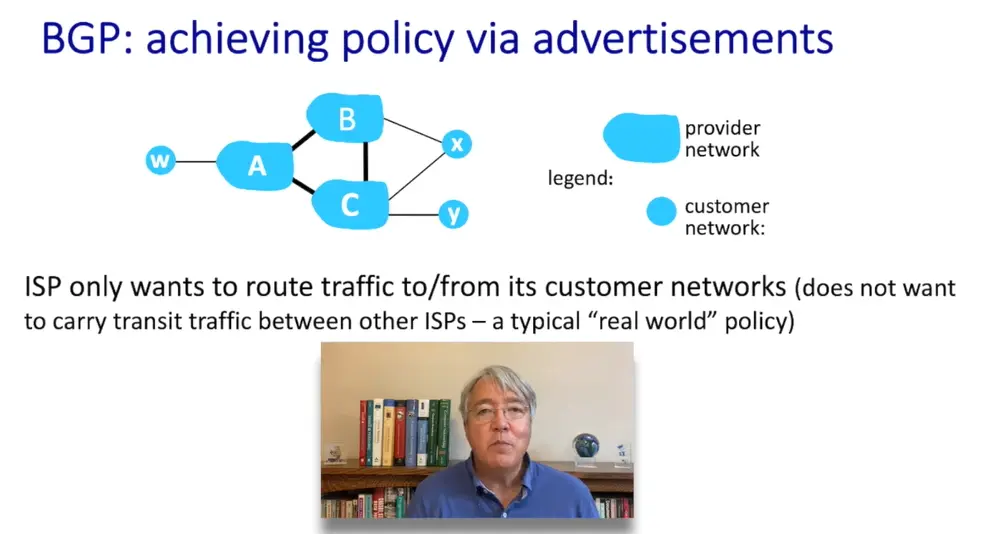 BGP: achieving policy via advertisements
B
w
A
x
C
y
provider
network
legend:
customer
network:
ISP only wants to route traffic to/from its customer networks (does not want
to carry transit traffic between other ISPs – a typical “real world” policy)